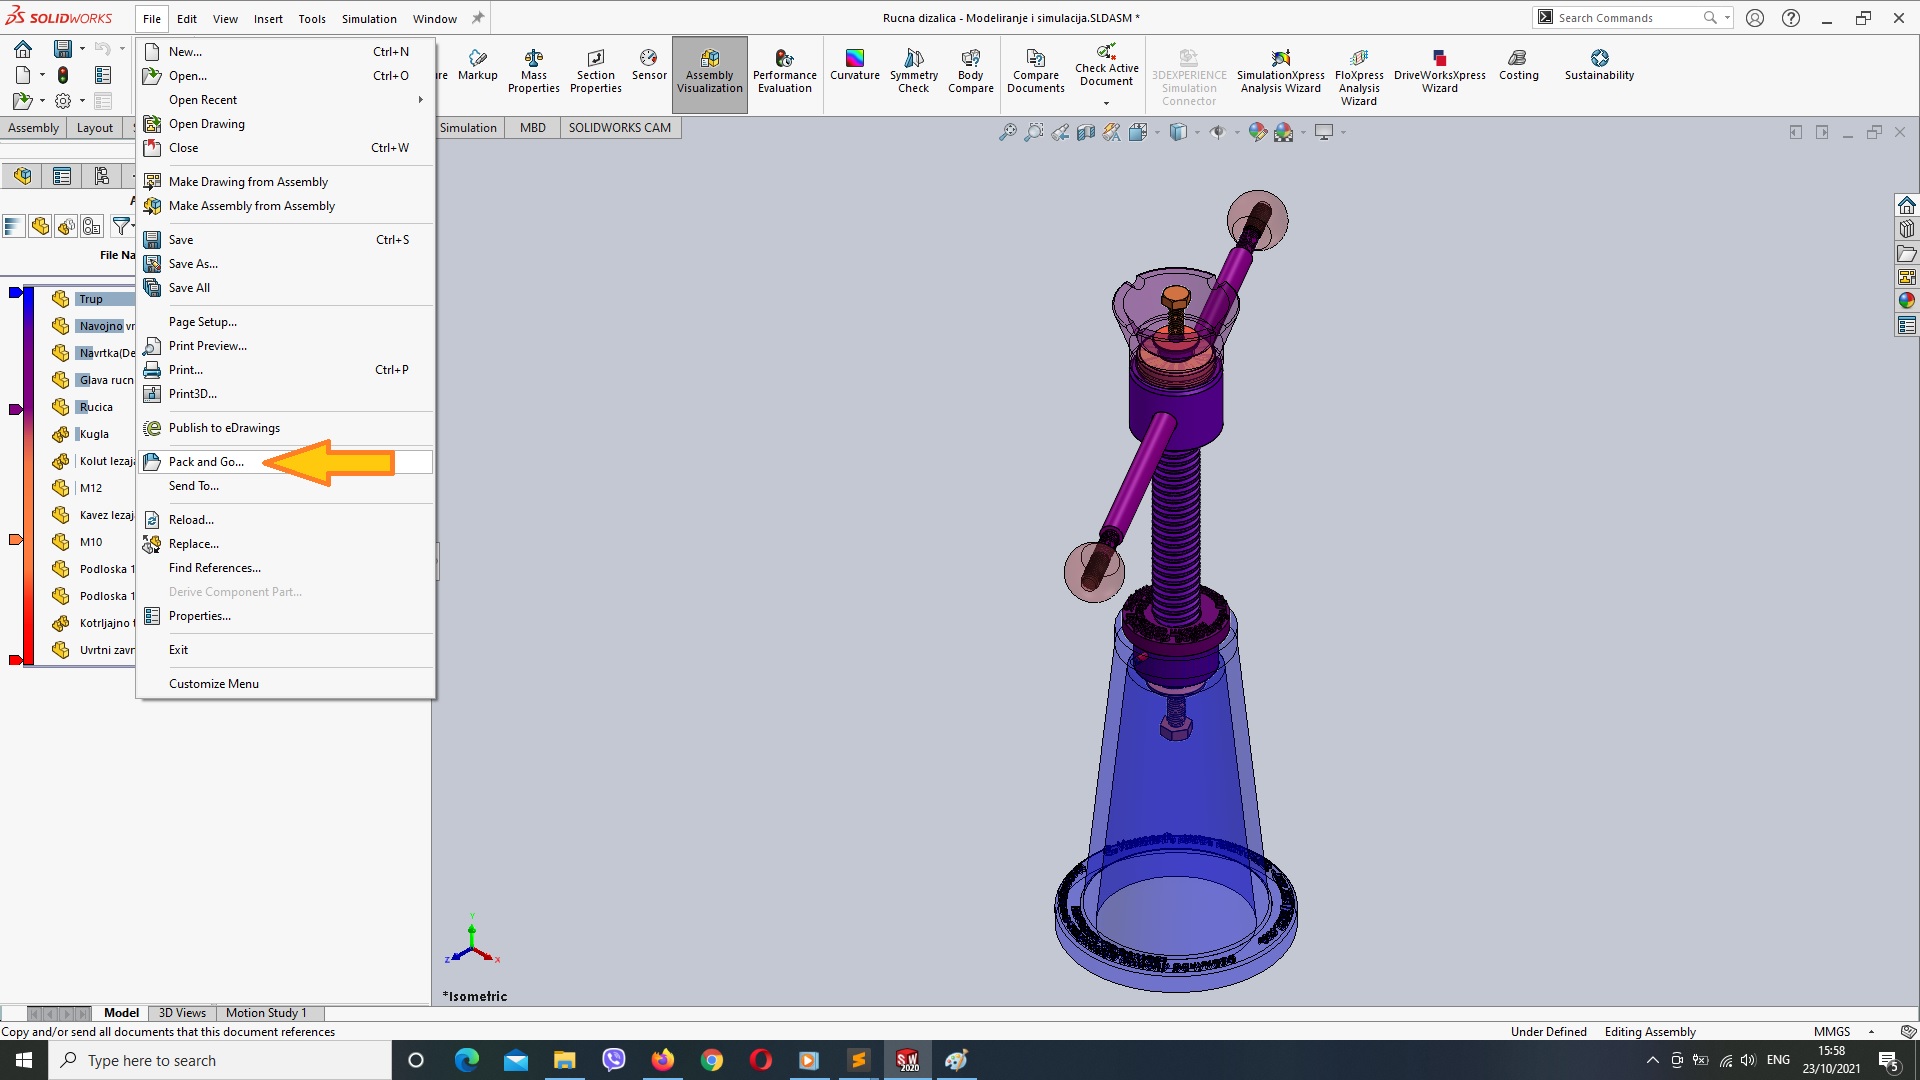 SOLIDWORKS
File Edit View Insert Tools Simulation Window
Rucna dizalica - Modeliranje i simulacija.SLDASM *
Search Commands
Markup
Mass Properties
Section Properties
Sensor
Assembly Visualization
Performance Evaluation
Curvature
Symmetry Check
Body Compare
Compare Documents
Check Active Document
3DEXPERIENCE Simulation Connector
SimulationXpress Analysis Wizard
FloXpress Analysis Wizard
DriveWorksXpress Wizard
Costing
Sustainability
Assembly Layout
Simulation MBD SOLIDWORKS CAM
New... Ctrl+N
Open... Ctrl+O
Open Recent
Open Drawing
Close Ctrl+W
Make Drawing from Assembly
Make Assembly from Assembly
Save Ctrl+S
Save As...
Save All
Page Setup...
Print Preview...
Print... Ctrl+P
Print3D...
Publish to eDrawings
Pack and Go...
Send To...
Reload...
Replace...
Find References...
Derive Component Part...
Properties...
Exit
Customize Menu
File Na
Trup
Navojno vr
Navrtka(De
Glava rucn
Rucica
Kugla
Kolut lezaja
M12
Kavez lezaj
M10
Podloska 1
Podloska 1
Kotrljajno t
Uvrtni zavr
Y
Z
X
*Isometric
Model 3D Views Motion Study 1
Copy and/or send all documents that this document references
Under Defined Editing Assembly MMGS
Type here to search
SW
2020
ENG
15:58
23/10/2021
5